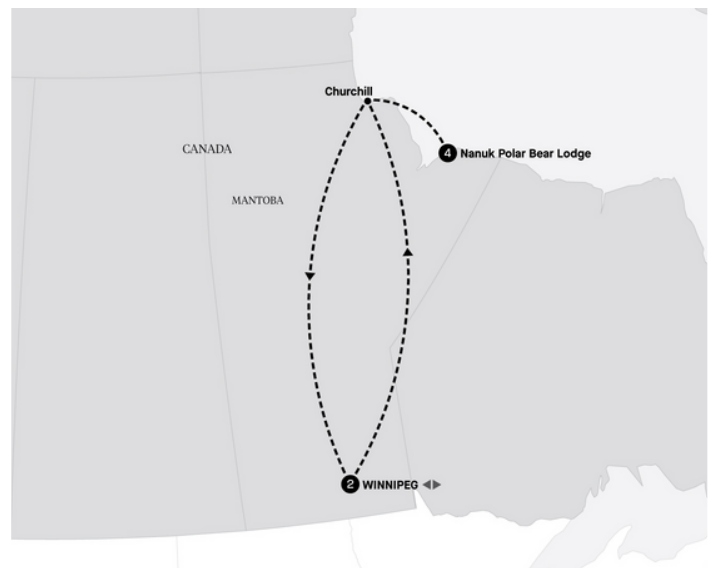 Churchill
4 Nanuk Polar Bear Lodge
CANADA
MANTOBA
2 WINNIPEG